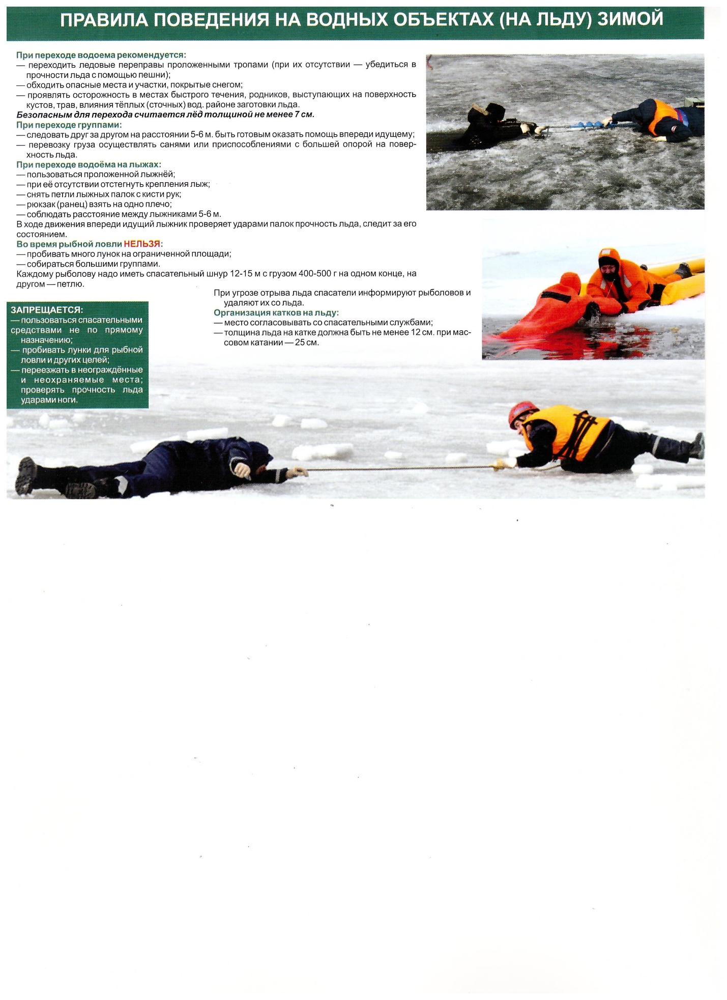 ПРАВИЛА ПОВЕДЕНИЯ НА ВОДНЫХ ОБЪЕКТАХ (НА ЛЬДУ) ЗИМОЙ
При переходе водоема рекомендуется:
— переходить ледовые переправы проложенными тропами (при их отсутствии — убедиться в
прочности льда с помощью пешни);
— обходить опасные места и участки, покрытые снегом;
— проявлять осторожность в местах быстрого течения, родников, выступающих на поверхность
кустов, трав, влияния тёплых (сточных) вод. районе заготовки льда.
Безопасным для перехода считается лёд толщиной не менее 7 см.
При переходе группами:
— следовать друг за другом на расстоянии 5-6 м. быть готовым оказать помощь впереди идущему;
— перевозку груза осуществлять санями или приспособлениями с большей опорой на повер-
хность льда.
При переходе водоёма на лыжах:
— пользоваться проложенной лыжнёй;
— при её отсутствии отстегнуть крепления лыж;
— снять петли лыжных палок с кисти рук;
— рюкзак (ранец) взять на одно плечо;
— соблюдать расстояние между лыжниками 5-6 м.
В ходе движения впереди идущий лыжник проверяет ударами палок прочность льда, следит за его
состоянием.
Во время рыбной ловли НЕЛЬЗЯ:
— пробивать много лунок на ограниченной площади;
— собираться большими группами.
Каждому рыболову надо иметь спасательный шнур 12-15 м с грузом 400-500 г на одном конце, на
другом — петлю.
При угрозе отрыва льда спасатели информируют рыболовов и
удаляют их со льда.
Организация катков на льду:
— место согласовывать со спасательными службами;
— толщина льда на катке должна быть не менее 12 см. при мас-
совом катании — 25 см.
ЗАПРЕЩАЕТСЯ:
— пользоваться спасательными
средствами не по прямому
назначению;
— пробивать лунки для рыбной
ловли и других целей;
— переезжать в неограждённые
и неохраняемые места;
проверять прочность льда
ударами ноги.